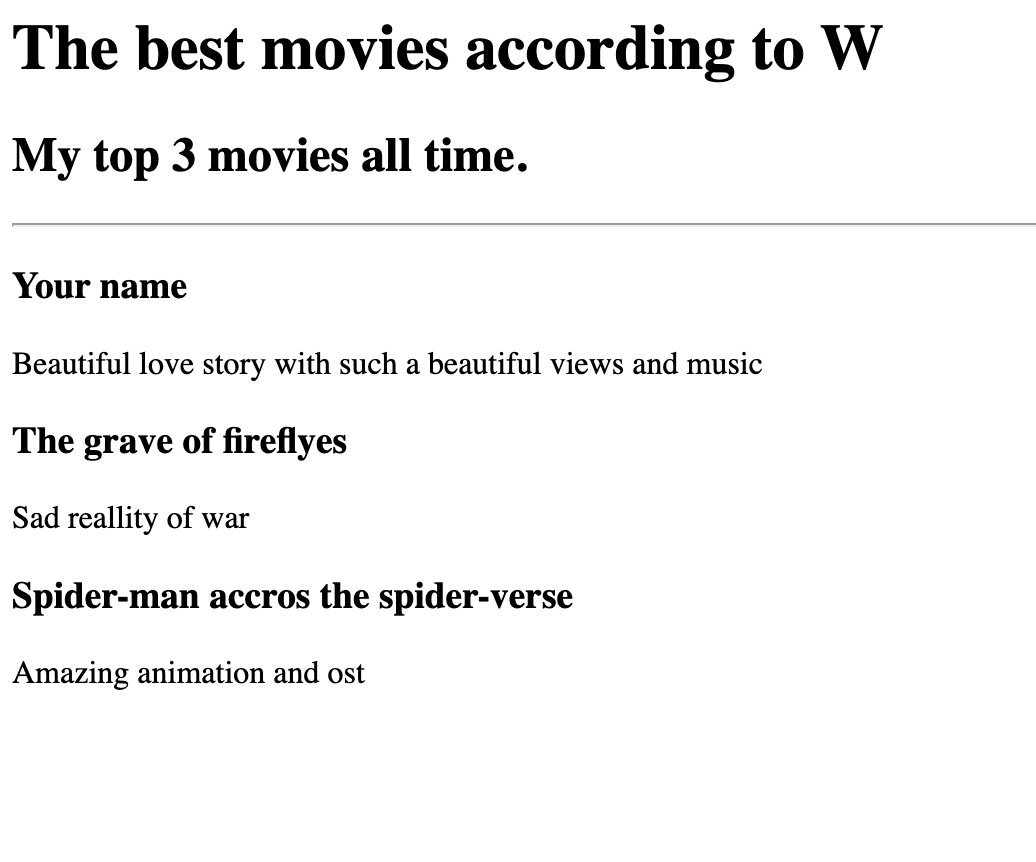 The best movies according to W
My top 3 movies all time.
Your name
Beautiful love story with such a beautiful views and music
The grave of fireflyes
Sad reallity of war
Spider-man accros the spider-verse
Amazing animation and ost